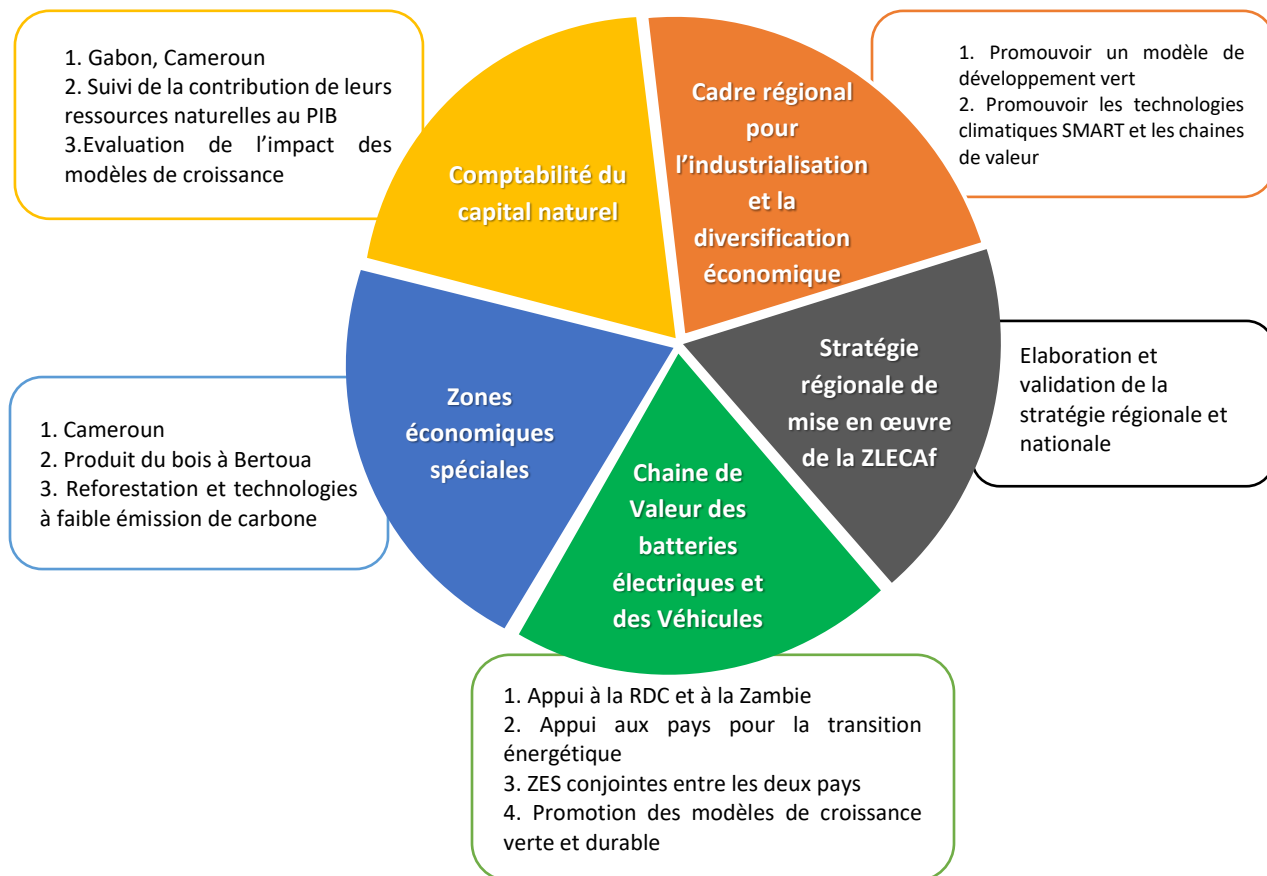 1. Gabon, Cameroun
2. Suivi de la contribution de leurs
ressources naturelles au PIB
3.Evaluation de l’impact des
modèles de croissance
Comptabilité du
capital naturel
Cadre régional
pour
l’industrialisation
et la
diversification
économique
1. Promouvoir un modèle de
développement vert
2. Promouvoir les technologies
climatiques SMART et les chaines
de valeur
Stratégie
régionale de
mise en œuvre
de la ZLECAf
Elaboration et
validation de la
stratégie régionale et
nationale
Zones
économiques
spéciales
1. Cameroun
2. Produit du bois à Bertoua
3. Reforestation et technologies
à faible émission de carbone
Chaine de
Valeur des
batteries
électriques et
des Véhicules
1. Appui à la RDC et à la Zambie
2. Appui aux pays pour la transition
énergétique
3. ZES conjointes entre les deux pays
4. Promotion des modèles de croissance
verte et durable